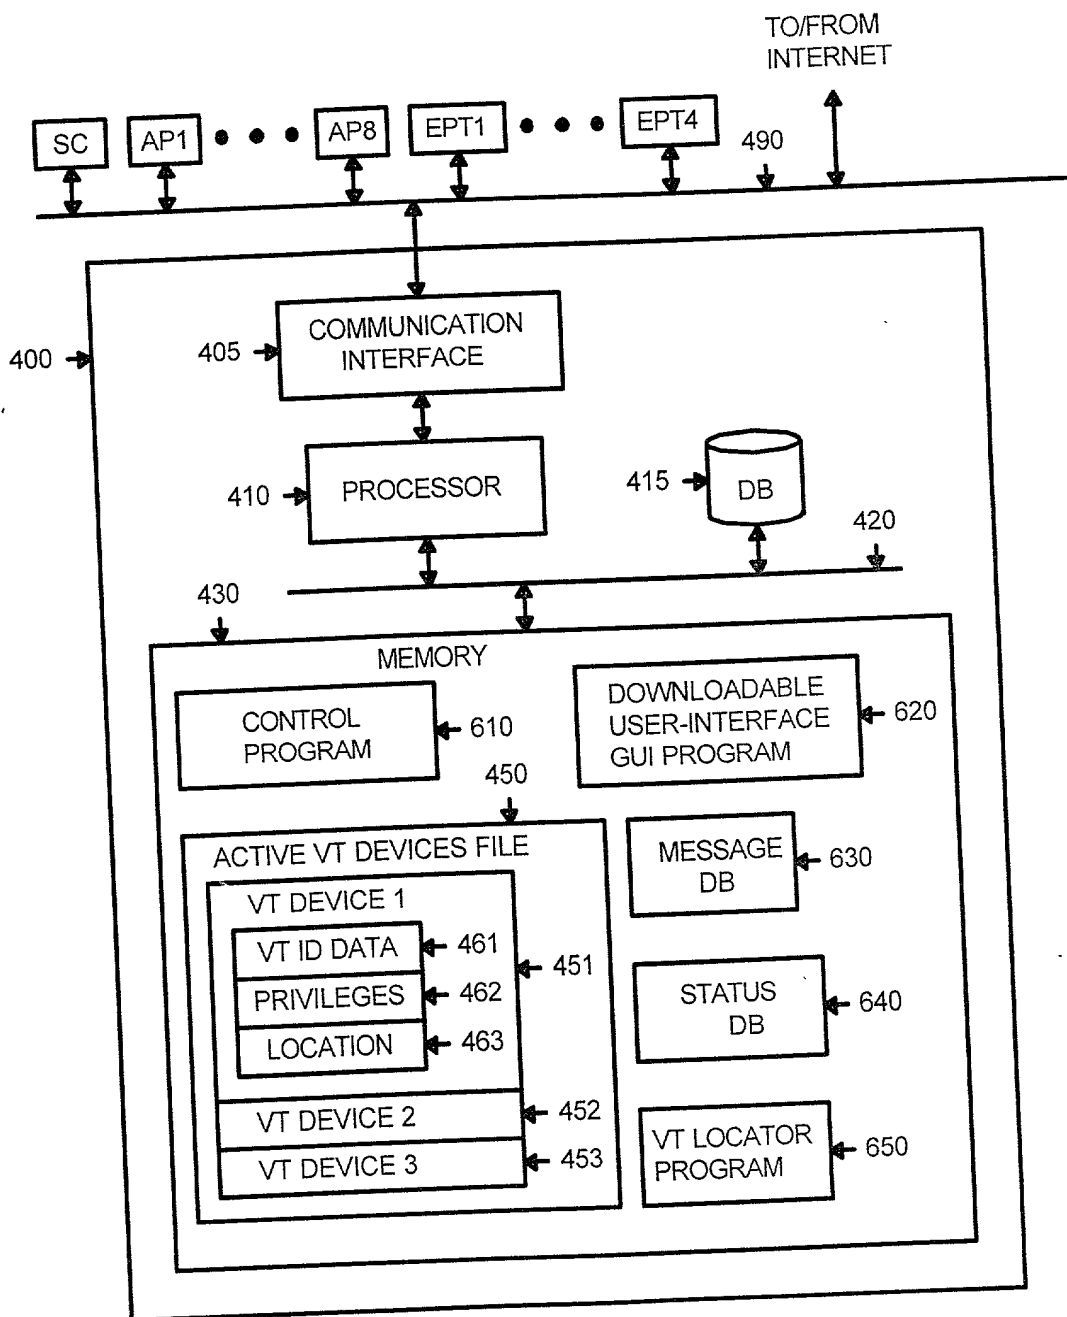 TO/FROM
INTERNET
SC
AP1
AP8
EPT1
EPT4
490
COMMUNICATION
INTERFACE
405
400
PROCESSOR
410
415
DB
420
430
MEMORY
CONTROL
PROGRAM
610
DOWNLOADABLE
USER-INTERFACE
GUI PROGRAM
620
450
ACTIVE VT DEVICES FILE
VT DEVICE 1
VT ID DATA
461
PRIVILEGES
462
LOCATION
463
451
VT DEVICE 2
452
VT DEVICE 3
453
MESSAGE
DB
630
STATUS
DB
640
VT LOCATOR
PROGRAM
650